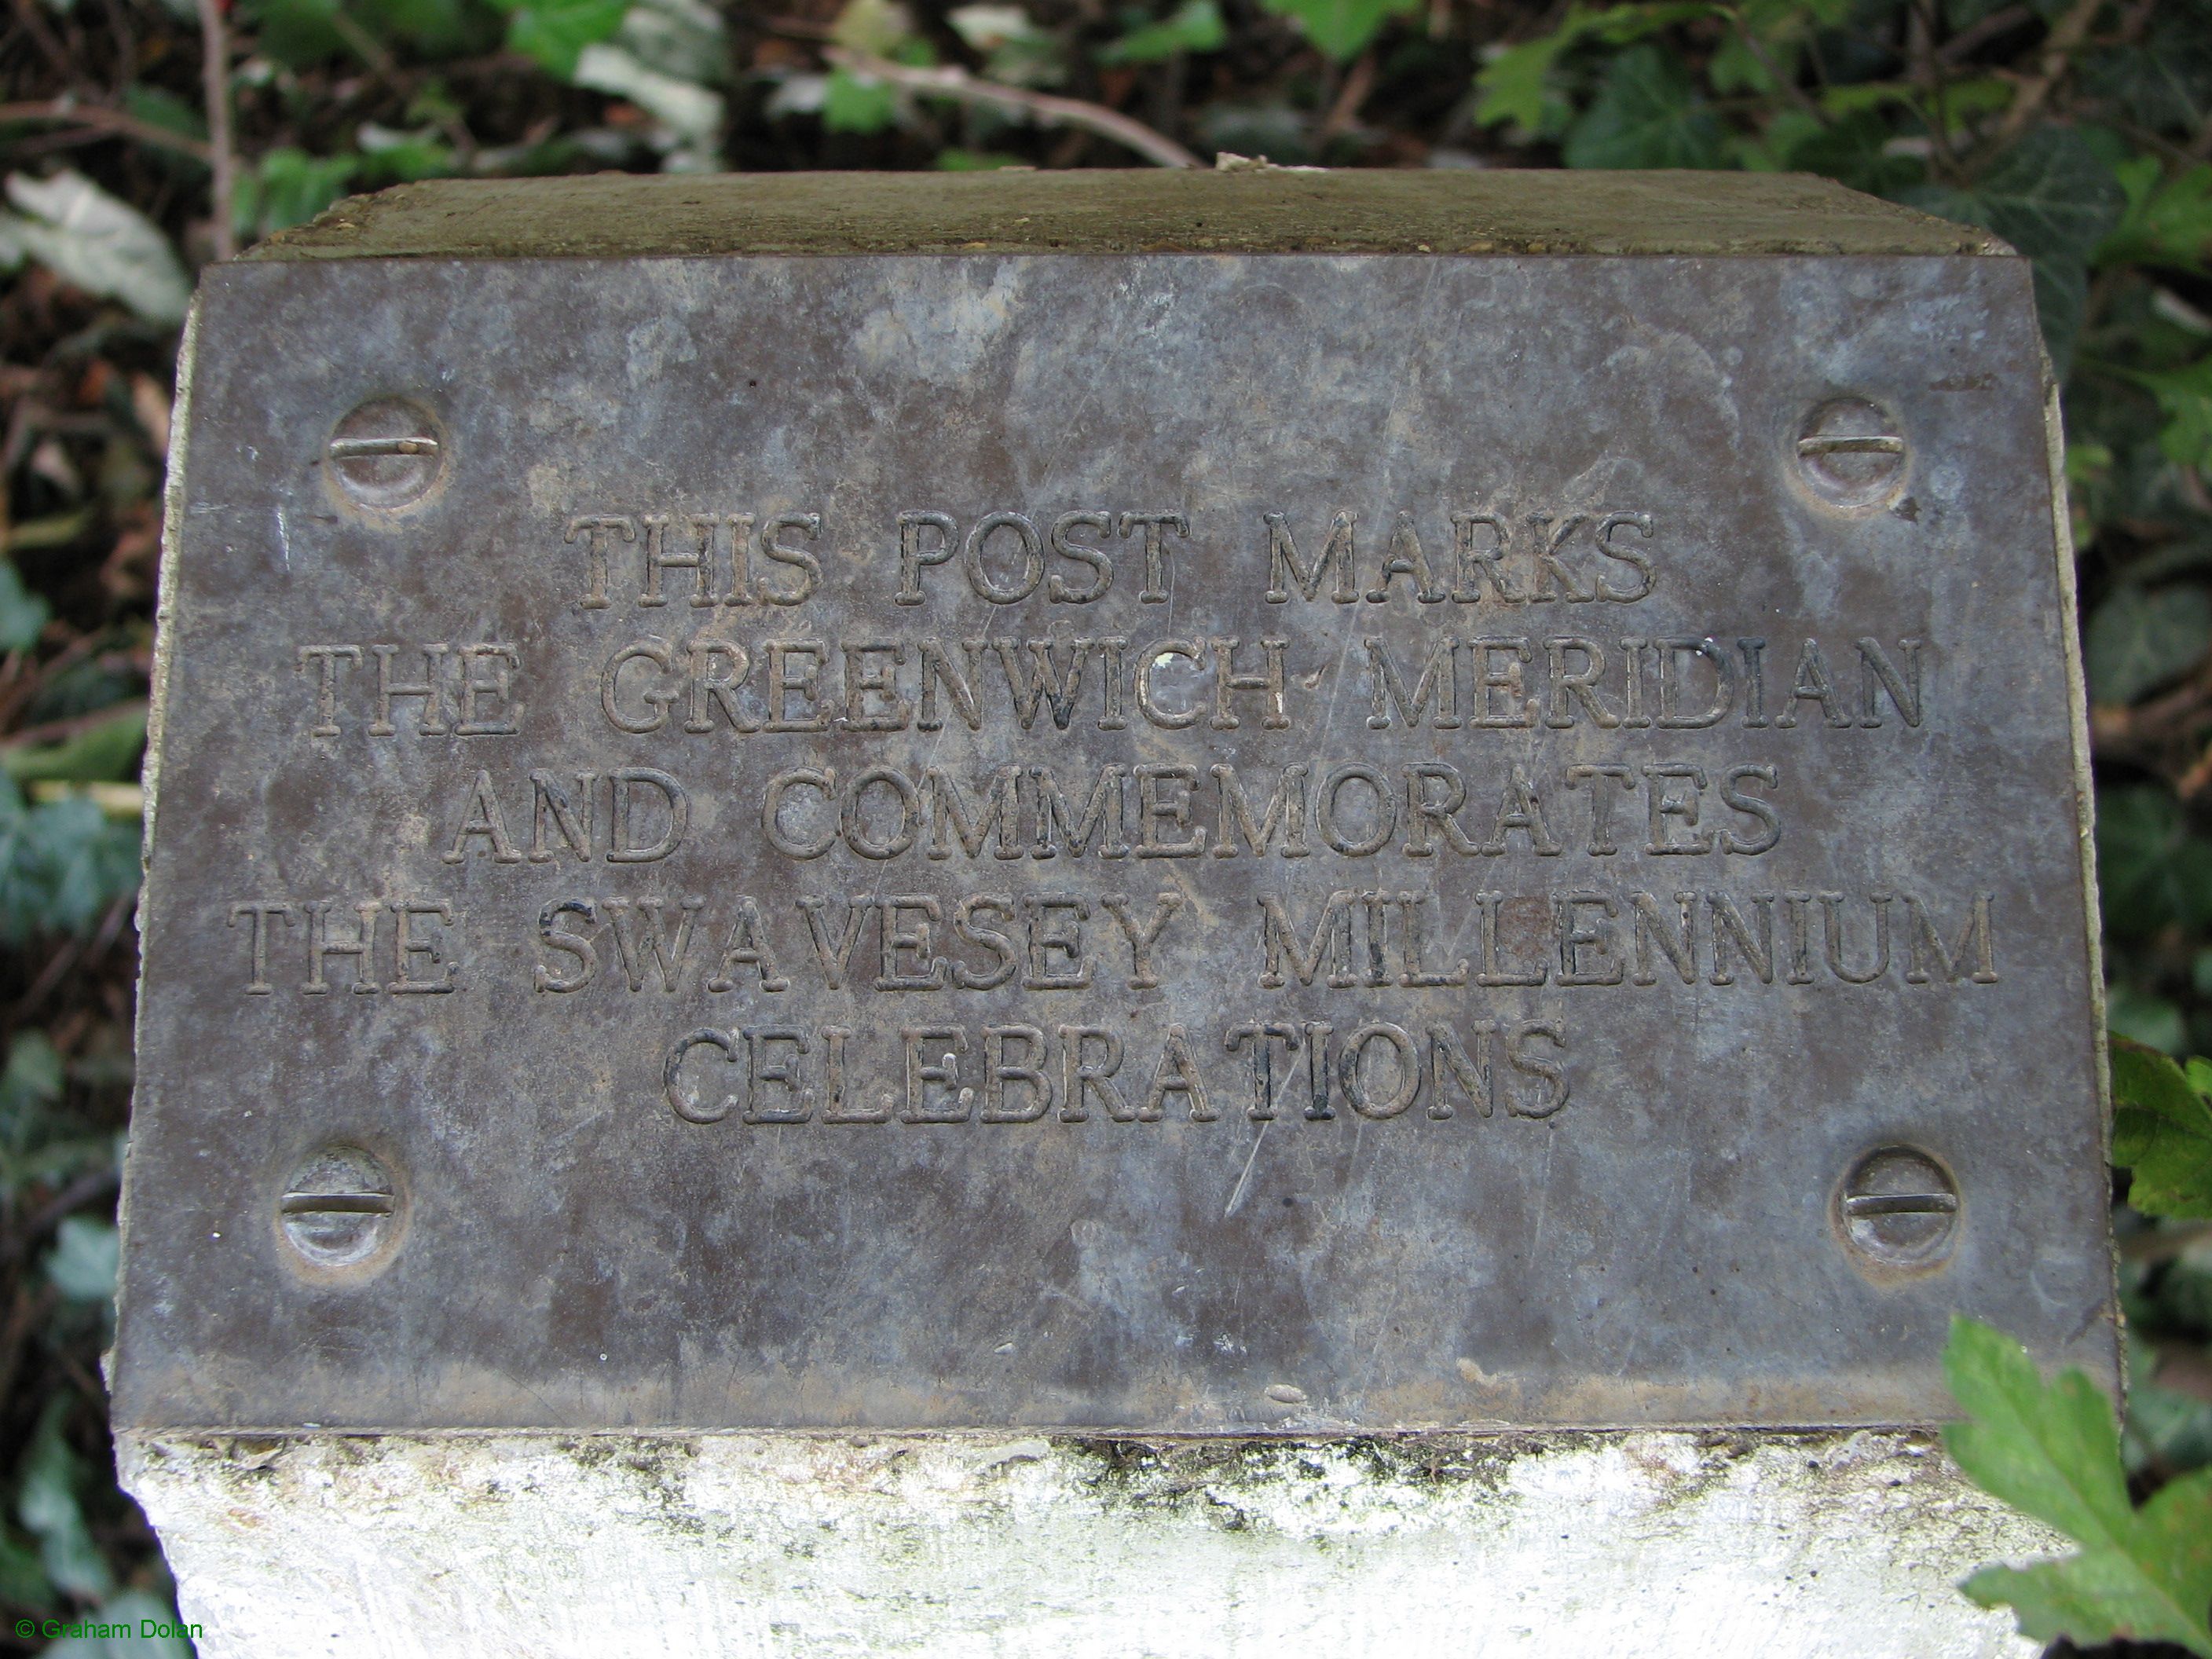 THIS POST MARKS
THE GREENWICH MERIDIAN
AND COMMEMORATES
THE SWAVESEY MILLENNIUM
CELEBRATIONS
© Graham Dolan